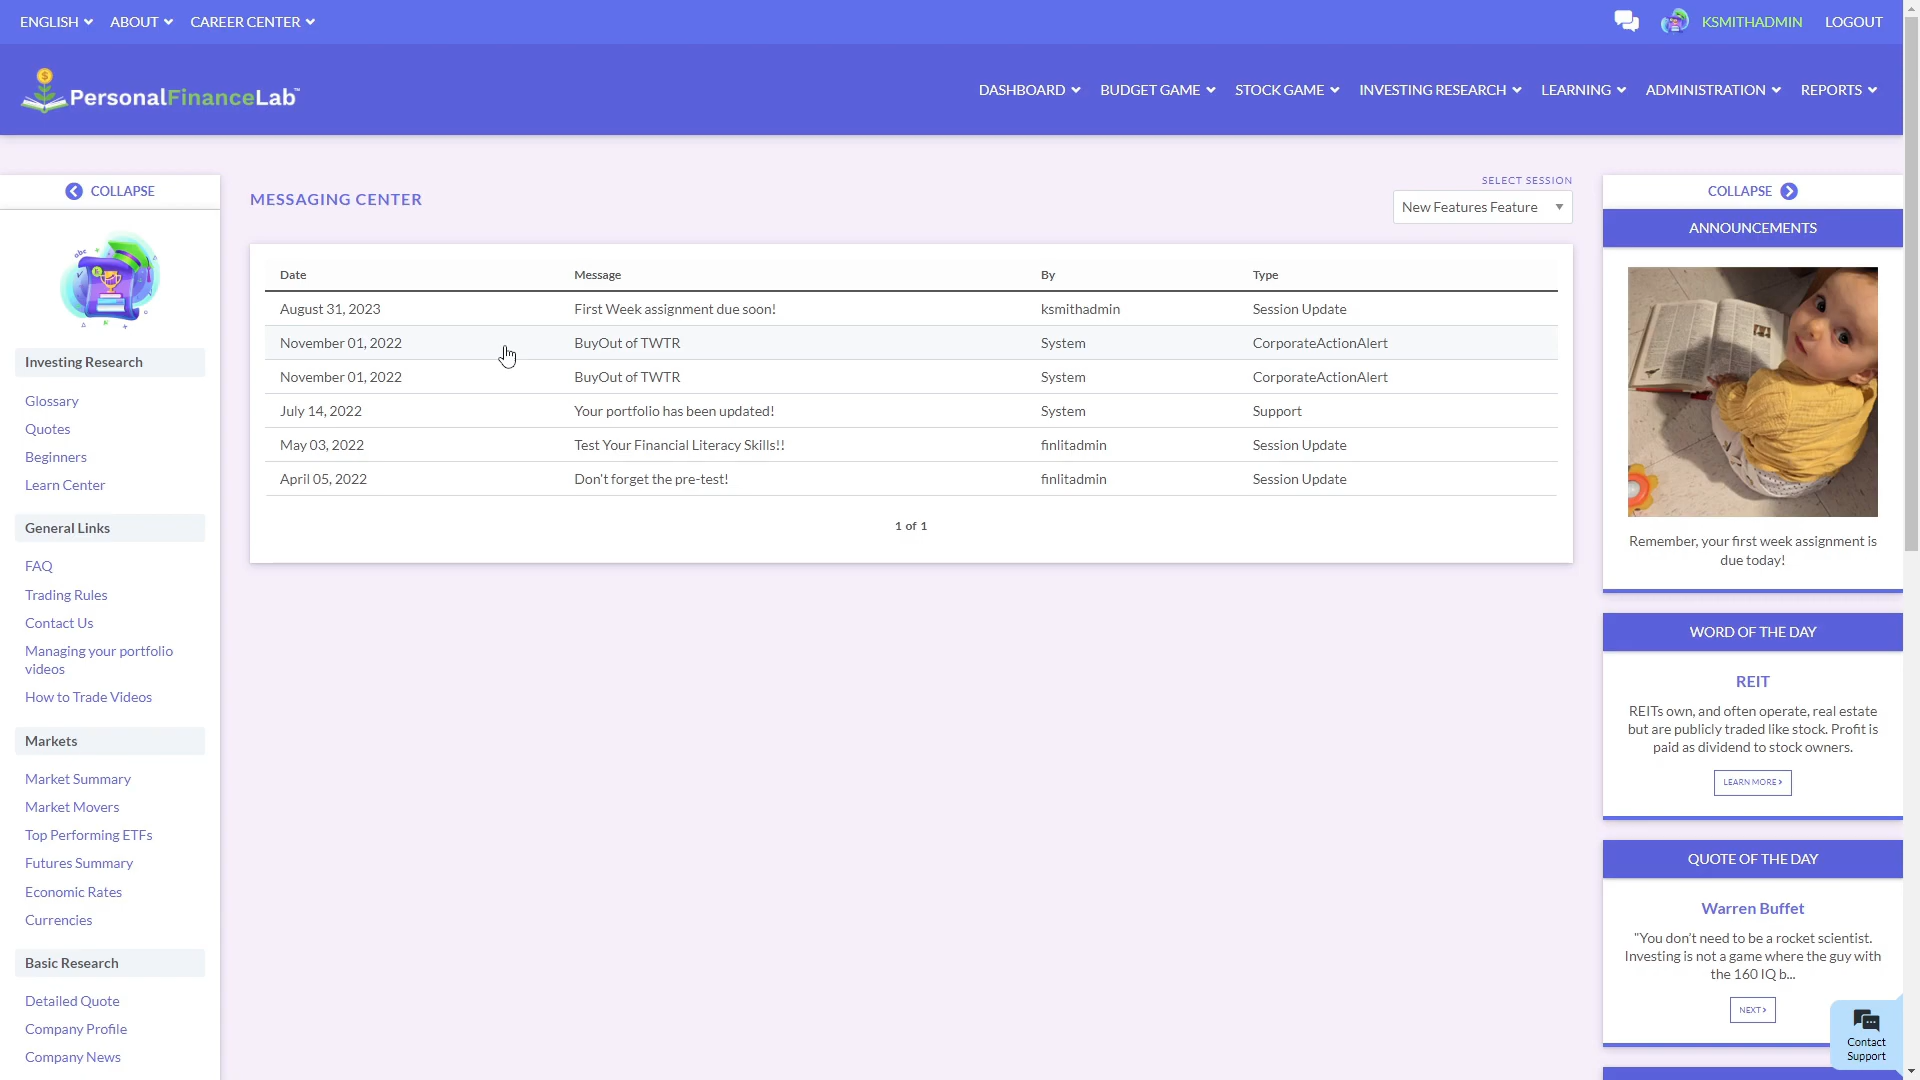 ENGLISH ABOUT CAREER CENTER KSMITHADMIN LOGOUT
PersonalFinanceLab™ DASHBOARD BUDGET GAME STOCK GAME INVESTING RESEARCH LEARNING ADMINISTRATION REPORTS
COLLAPSE
Investing Research
Glossary
Quotes
Beginners
Learn Center
General Links
FAQ
Trading Rules
Contact Us
Managing your portfolio
videos
How to Trade Videos
Markets
Market Summary
Market Movers
Top Performing ETFs
Futures Summary
Economic Rates
Currencies
Basic Research
Detailed Quote
Company Profile
Company News
MESSAGING CENTER
SELECT SESSION
New Features Feature
Date Message By Type
August 31, 2023 First Week assignment due soon! ksmithadmin Session Update
November 01, 2022 BuyOut of TWTR System CorporateActionAlert
November 01, 2022 BuyOut of TWTR System CorporateActionAlert
July 14, 2022 Your portfolio has been updated! System Support
May 03, 2022 Test Your Financial Literacy Skills!! finlitadmin Session Update
April 05, 2022 Don't forget the pre-test! finlitadmin Session Update
1 of 1
COLLAPSE
ANNOUNCEMENTS
Remember, your first week assignment is
due today!
WORD OF THE DAY
REIT
REITs own, and often operate, real estate
but are publicly traded like stock. Profit is
paid as dividend to stock owners.
LEARN MORE
QUOTE OF THE DAY
Warren Buffet
"You don't need to be a rocket scientist.
Investing is not a game where the guy with
the 160 IQ b...
NEXT
Contact
Support